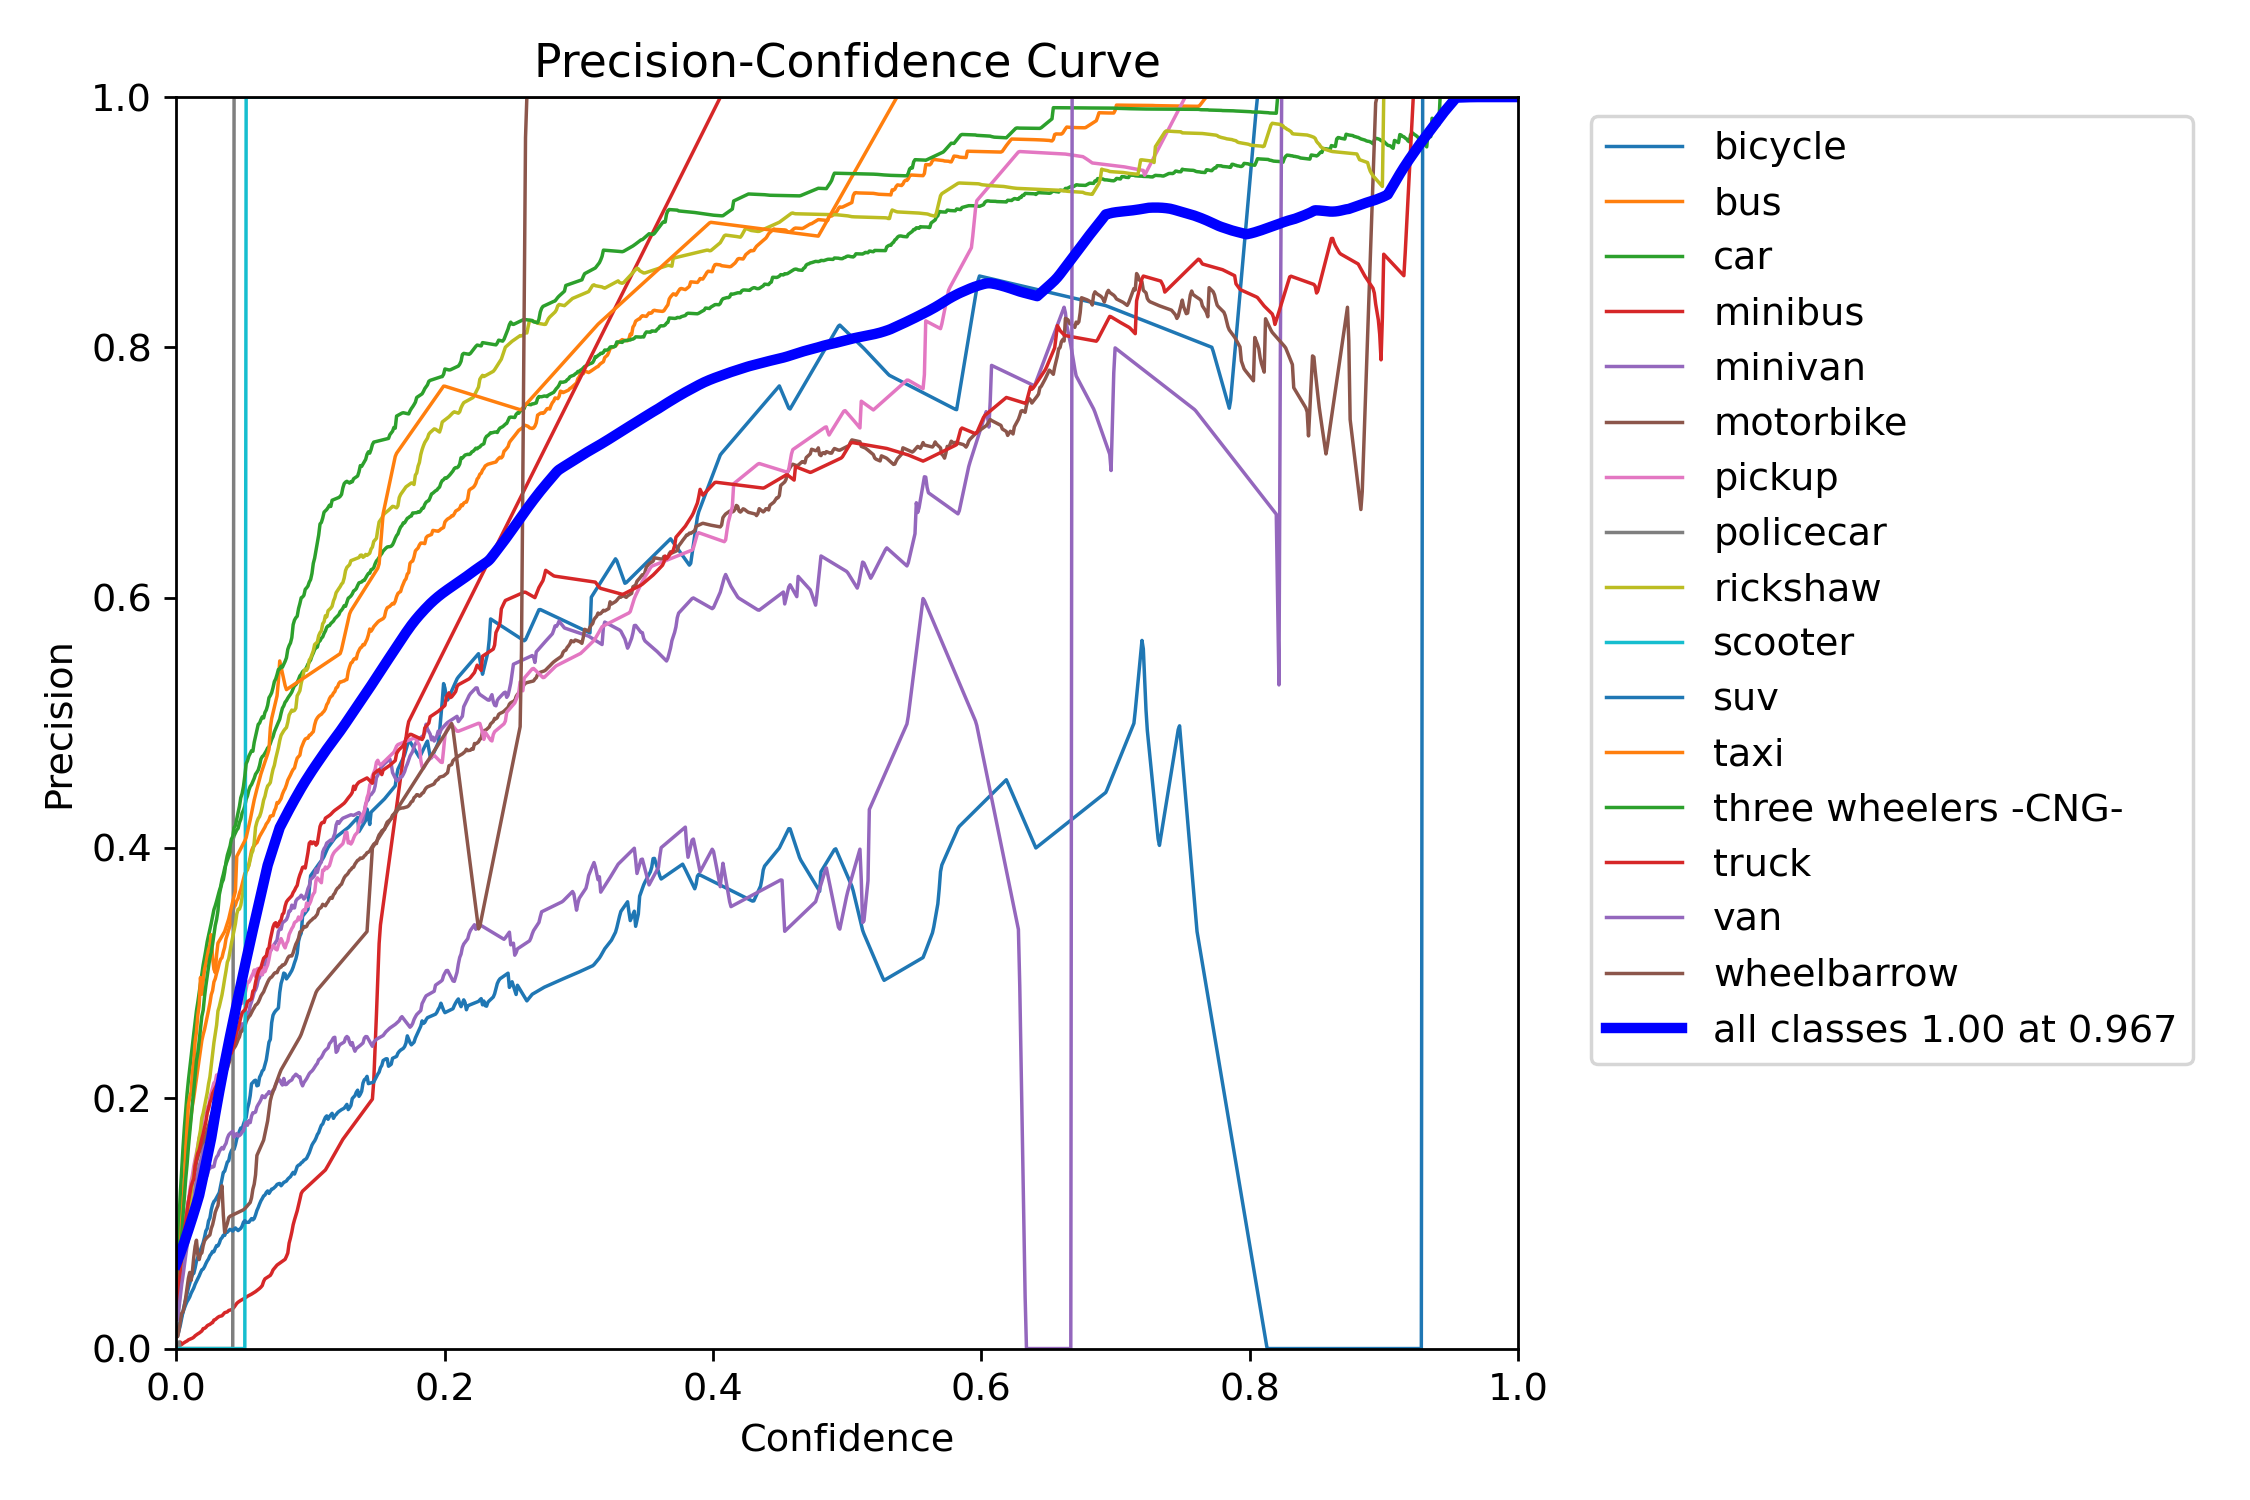 Precision-Confidence Curve
1.0
0.8
0.6
0.4
0.2
0.0
Precision
0.0 0.2 0.4 0.6 0.8 1.0
Confidence
bicycle
bus
car
minibus
minivan
motorbike
pickup
policecar
rickshaw
scooter
suv
taxi
three wheelers -CNG-
truck
van
wheelbarrow
all classes 1.00 at 0.967